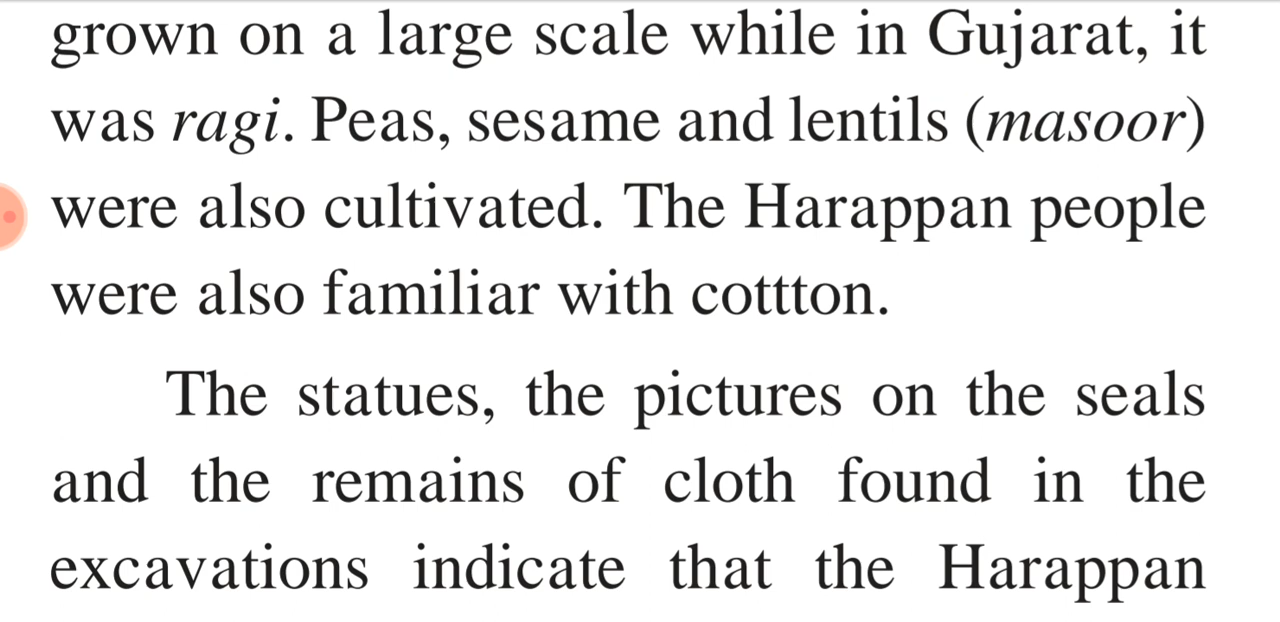 grown on a large scale while in Gujarat, it
was ragi. Peas, sesame and lentils (masoor)
were also cultivated. The Harappan people
were also familiar with cottton.
The statues, the pictures on the seals
and the remains of cloth found in the
excavations indicate that the Harappan